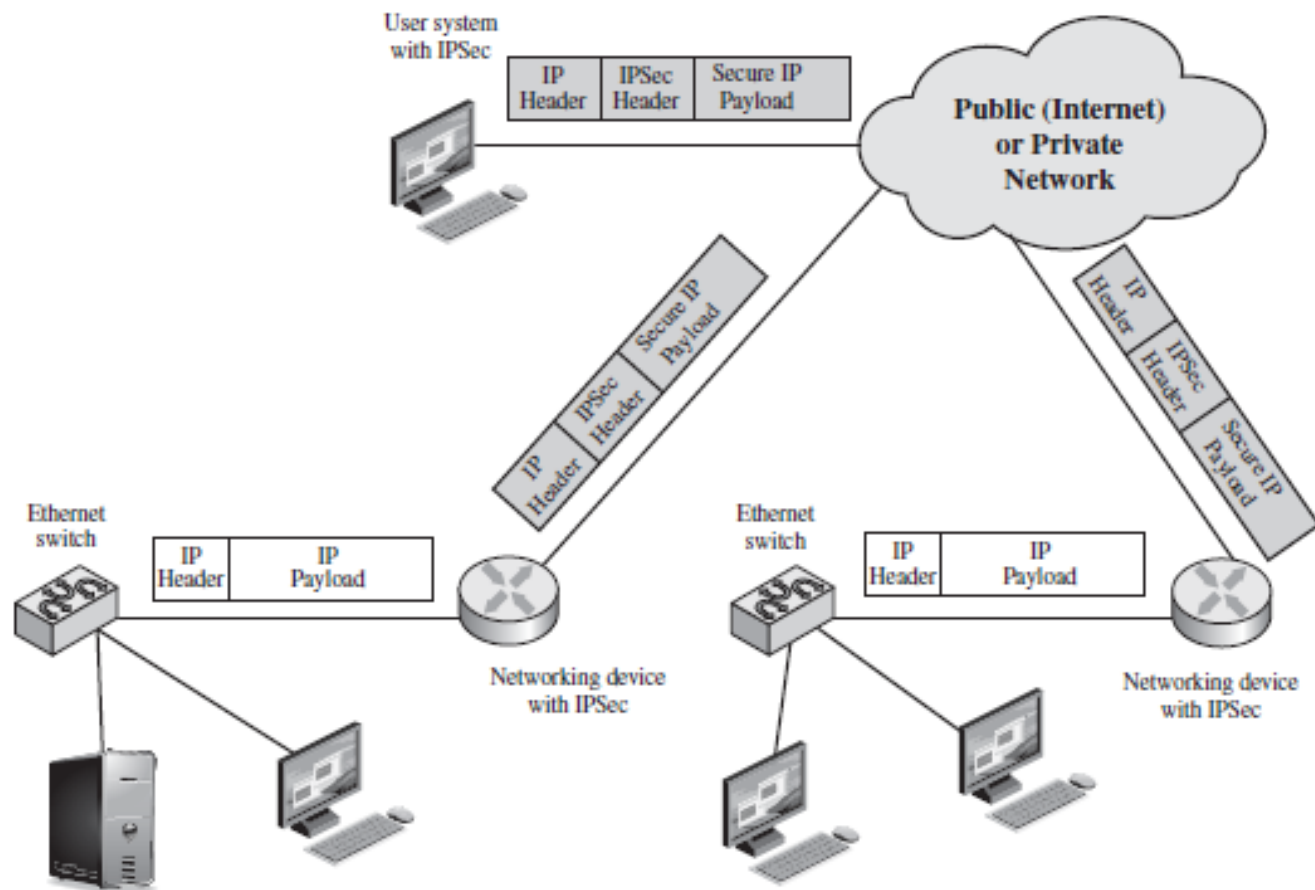 User system
with IPSec
IP
Header
IPSec
Header
Secure IP
Payload
Public (Internet)
or Private
Network
IP
Header
IPSec
Header
Secure IP
Payload
IP
Header
IPSec
Header
Secure IP
Payload
Ethernet
switch
IP
Header
IP
Payload
Networking device
with IPSec
Ethernet
switch
IP
Header
IP
Payload
Networking device
with IPSec